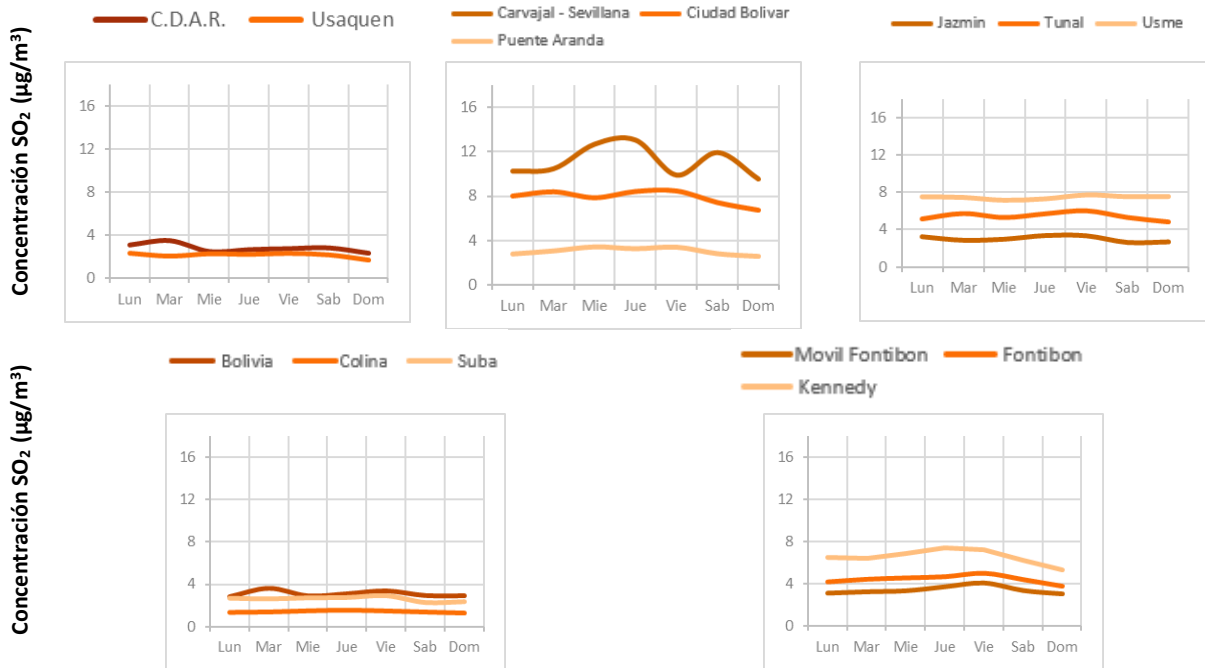 C.D.A.R. Usaquen
Concentración SO₂ (µg/m³)
16
12
8
4
0
Lun Mar Mie Jue Vie Sab Dom
Carvajal - Sevillana Ciudad Bolivar
Puente Aranda
16
12
8
4
0
Lun Mar Mie Jue Vie Sab Dom
Jazmin Tunal Usme
16
12
8
4
0
Lun Mar Mie Jue Vie Sab Dom
Bolivia Colina Suba
Concentración SO₂ (µg/m³)
16
12
8
4
0
Lun Mar Mie Jue Vie Sab Dom
Movil Fontibon Fontibon
Kennedy
16
12
8
4
0
Lun Mar Mie Jue Vie Sab Dom